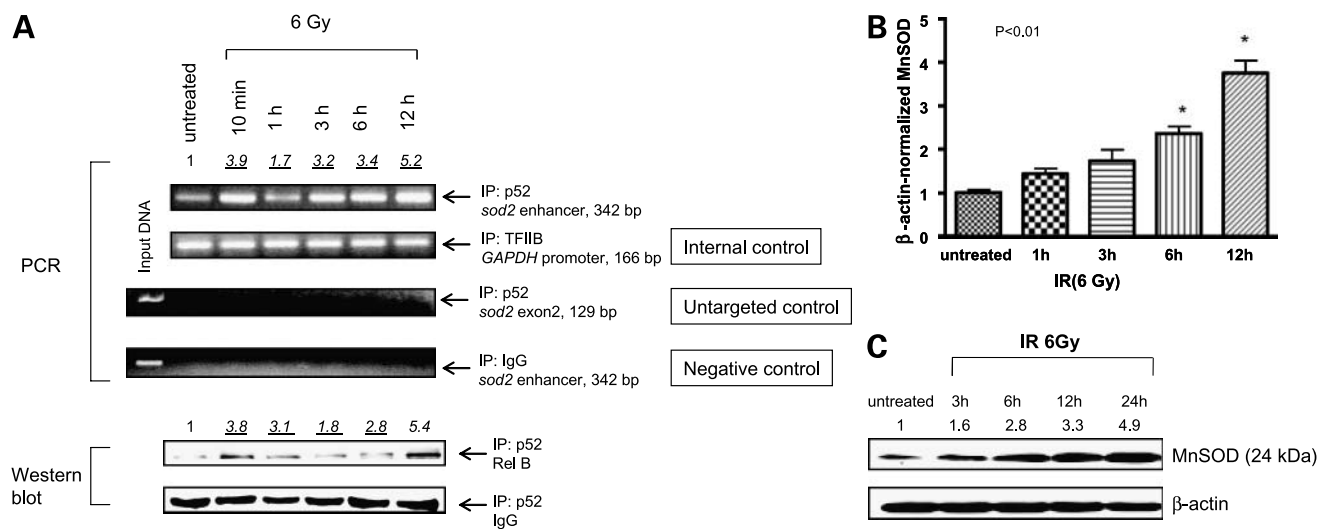 A
6 Gy
untreated
10 min
1 h
3 h
6 h
12 h
1 3.9 1.7 3.2 3.4 5.2
PCR
Input DNA
IP: p52
sod2 enhancer, 342 bp
IP: TFIIB
GAPDH promoter, 166 bp
Internal control
IP: p52
sod2 exon2, 129 bp
Untargeted control
IP: IgG
sod2 enhancer, 342 bp
Negative control
1 3.8 3.1 1.8 2.8 5.4
Western
blot
IP: p52
Rel B
IP: p52
IgG
B
P<0.01
β-actin-normalized MnSOD
5
4
3
2
1
0
*
*
untreated 1h 3h 6h 12h
IR(6 Gy)
C
IR 6Gy
untreated 3h 6h 12h 24h
1 1.6 2.8 3.3 4.9
MnSOD (24 kDa)
β-actin